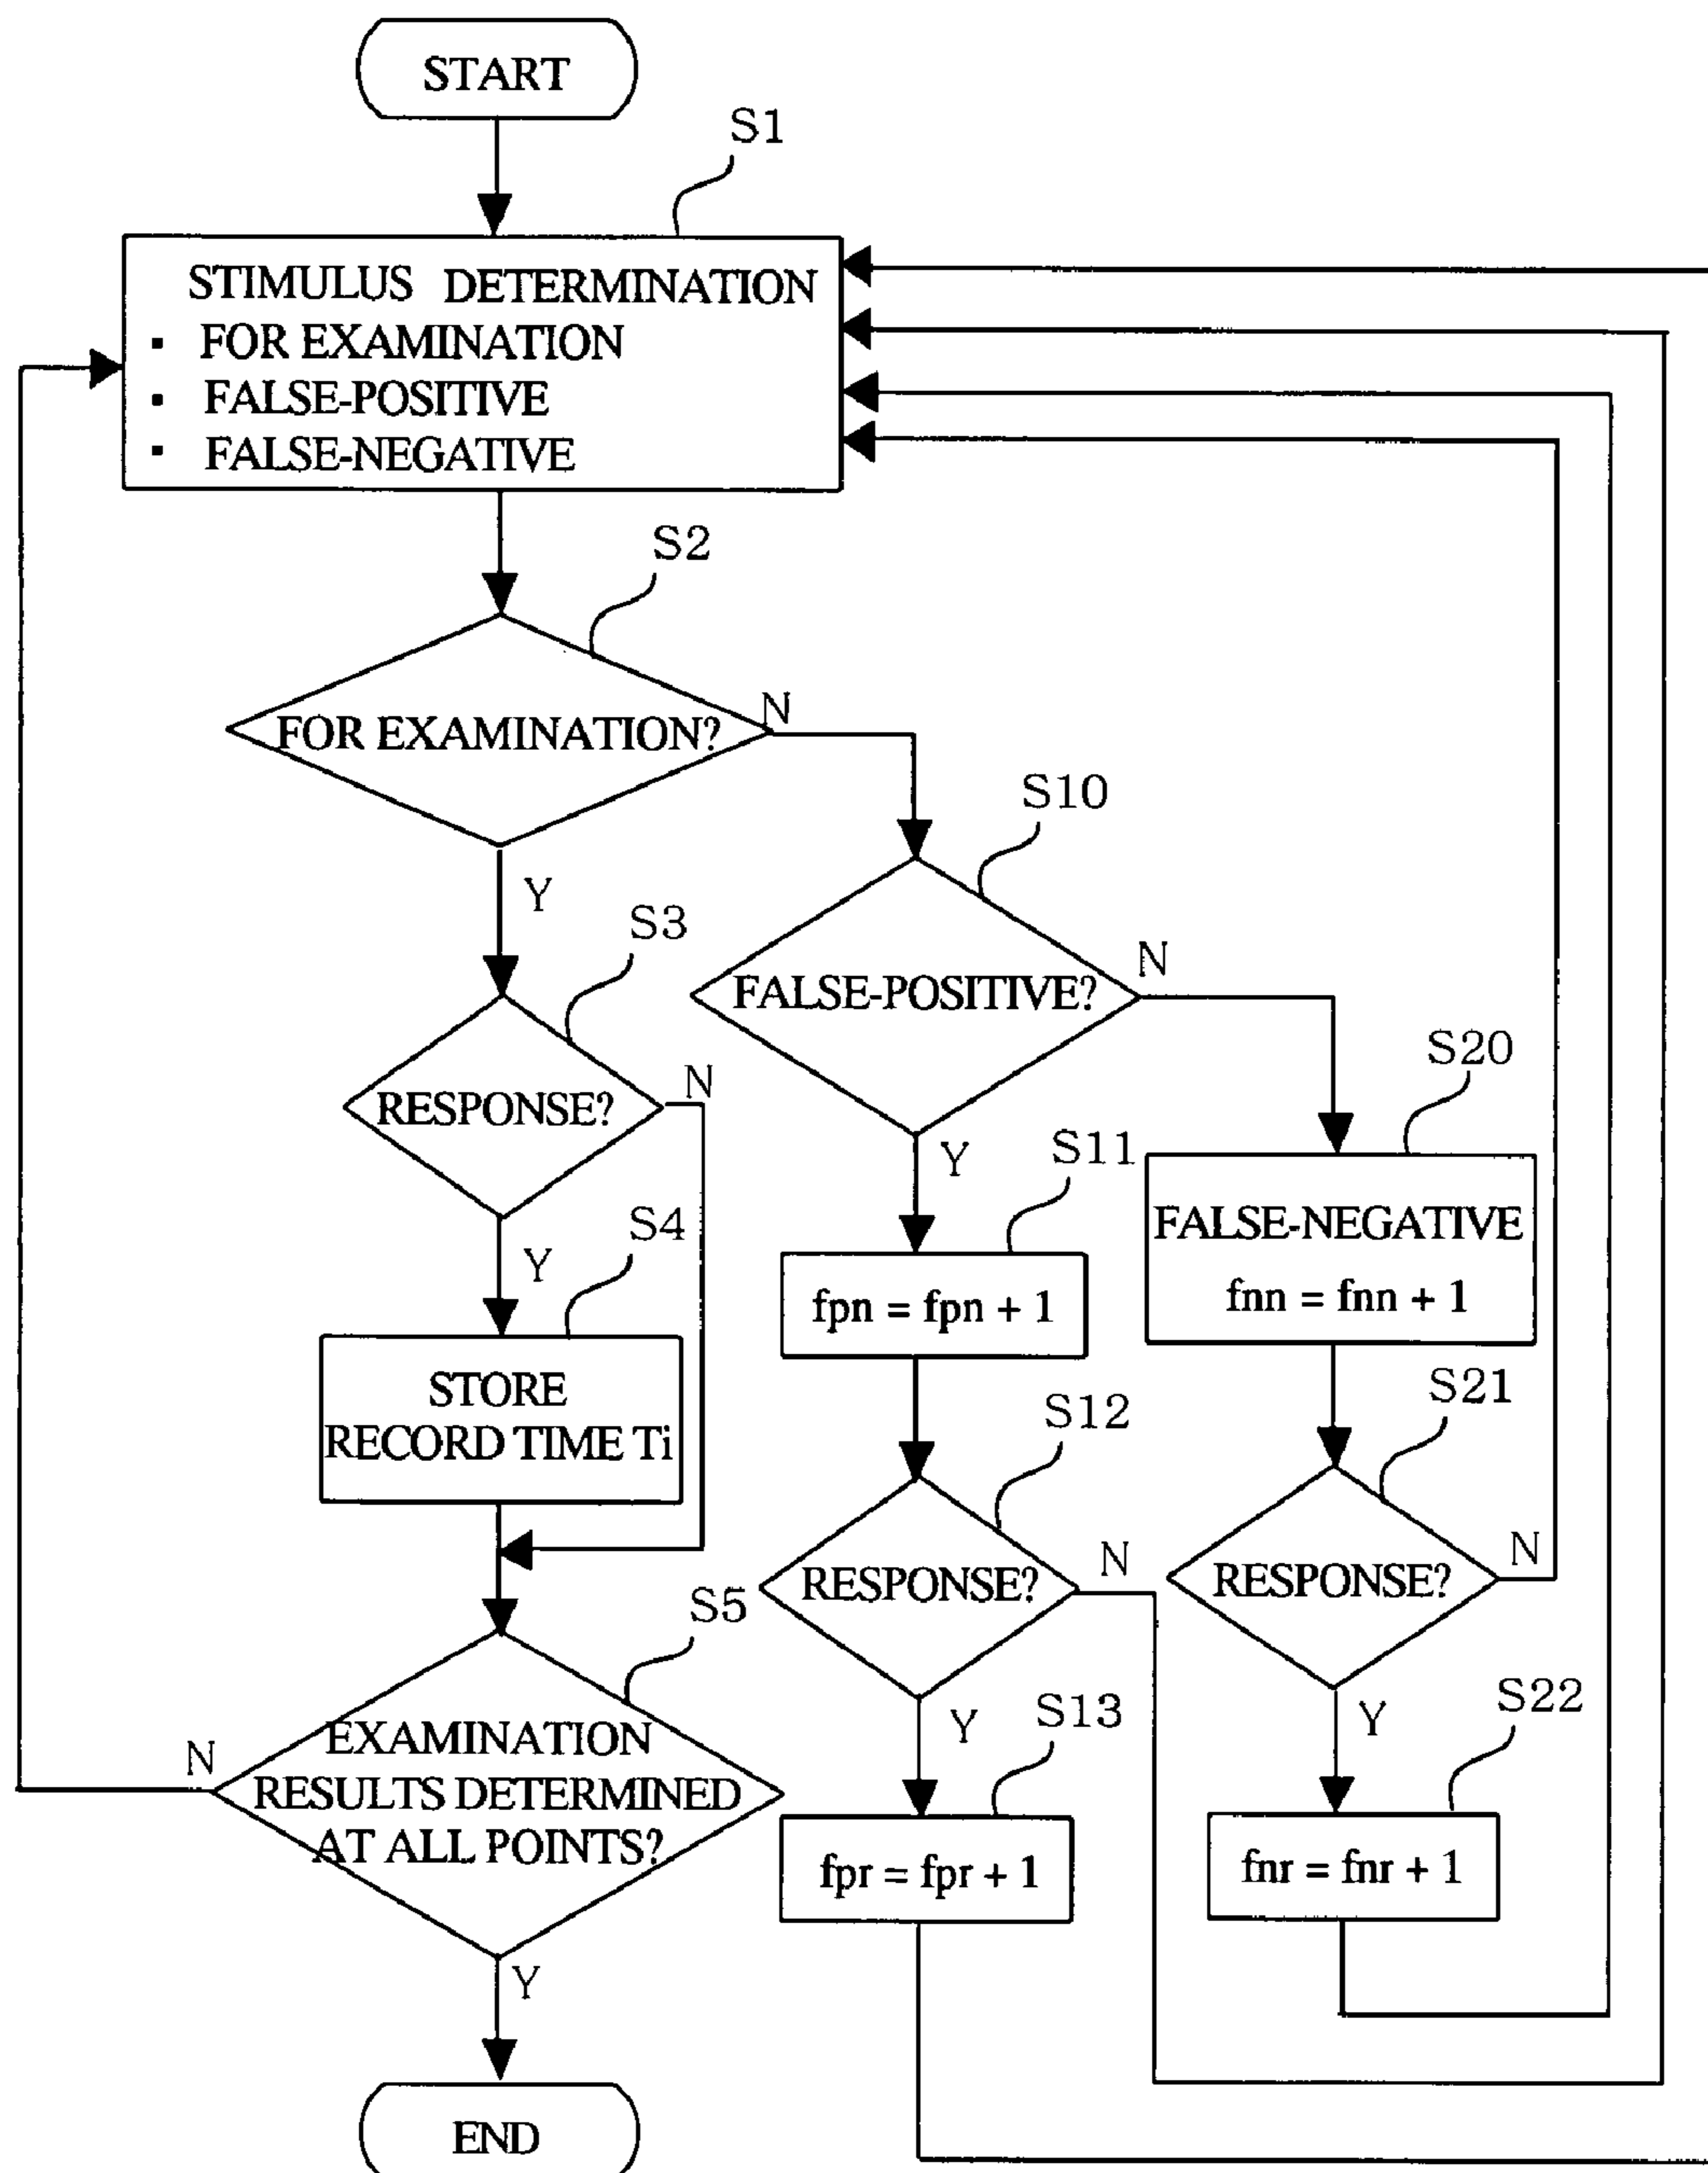 START
S1
STIMULUS DETERMINATION
▪ FOR EXAMINATION
▪ FALSE-POSITIVE
▪ FALSE-NEGATIVE
S2
FOR EXAMINATION?
N
Y
S10
FALSE-POSITIVE?
N
Y
S3
RESPONSE?
N
Y
S4
STORE
RECORD TIME Ti
S5
EXAMINATION
RESULTS DETERMINED
AT ALL POINTS?
N
Y
END
S11
fpn = fpn + 1
S12
RESPONSE?
N
Y
S13
fpr = fpr + 1
S20
FALSE-NEGATIVE
fnn = fnn + 1
S21
RESPONSE?
N
Y
S22
fnr = fnr + 1